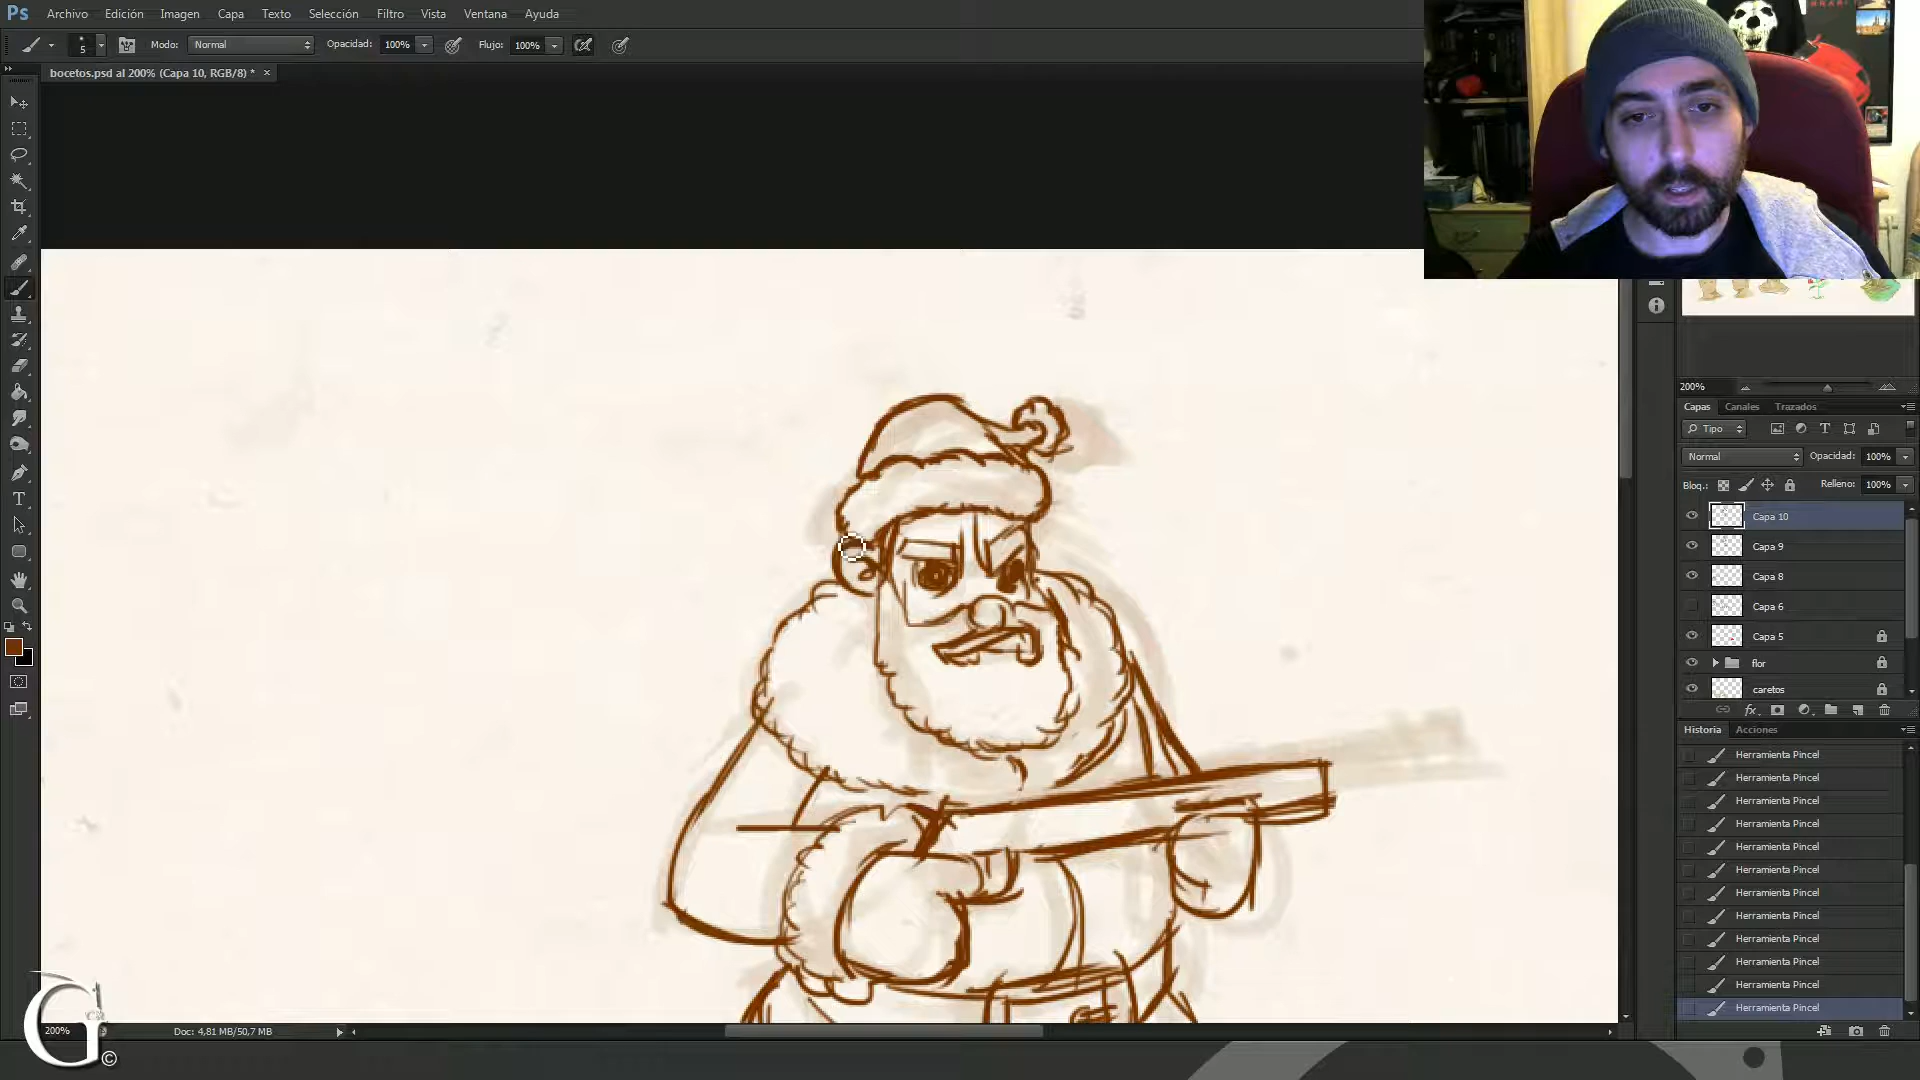 Ps Archivo Edición Imagen Capa Texto Selección Filtro Vista Ventana Ayuda
5 Modo: Normal Opacidad: 100% Flujo: 100%
bocetos.psd al 200% (Capa 10, RGB/8) * ×
200%
Capas Canales Trazados
Tipo
Normal Opacidad: 100%
Bloq.: Relleno: 100%
Capa 10
Capa 9
Capa 8
Capa 6
Capa 5
flor
caretos
fx
Historia Acciones
Herramienta Pincel
Herramienta Pincel
Herramienta Pincel
Herramienta Pincel
Herramienta Pincel
Herramienta Pincel
Herramienta Pincel
Herramienta Pincel
Herramienta Pincel
Herramienta Pincel
Herramienta Pincel
Herramienta Pincel
200% Doc: 4,81 MB/50,7 MB
G
©